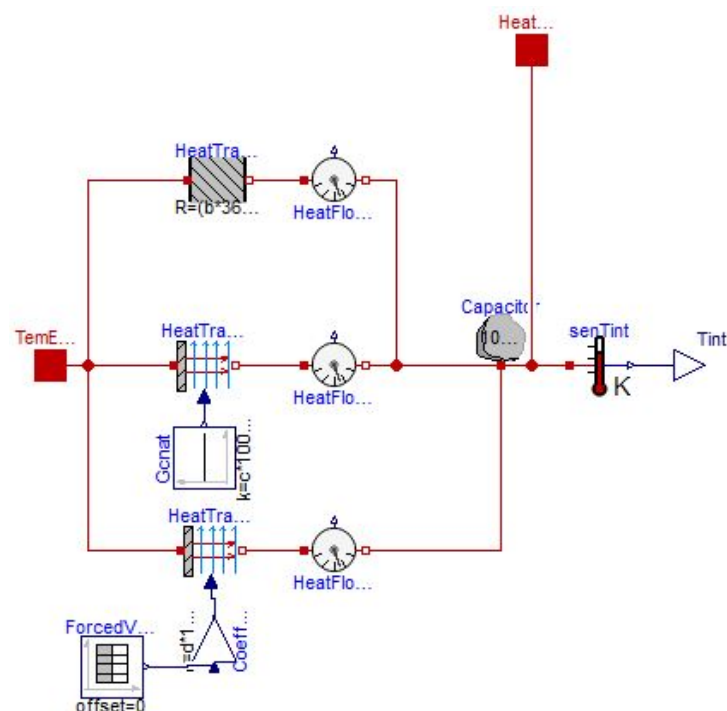 Heat...
HeatTra...
R=(b*36...
HeatFlo...
Capacitor
10...
TemE...
HeatTra...
senTint
Tint
K
HeatFlo...
Gcnat
k=c*100...
HeatTra...
HeatFlo...
ForcedV...
=d*1...
Coeff...
offset=0